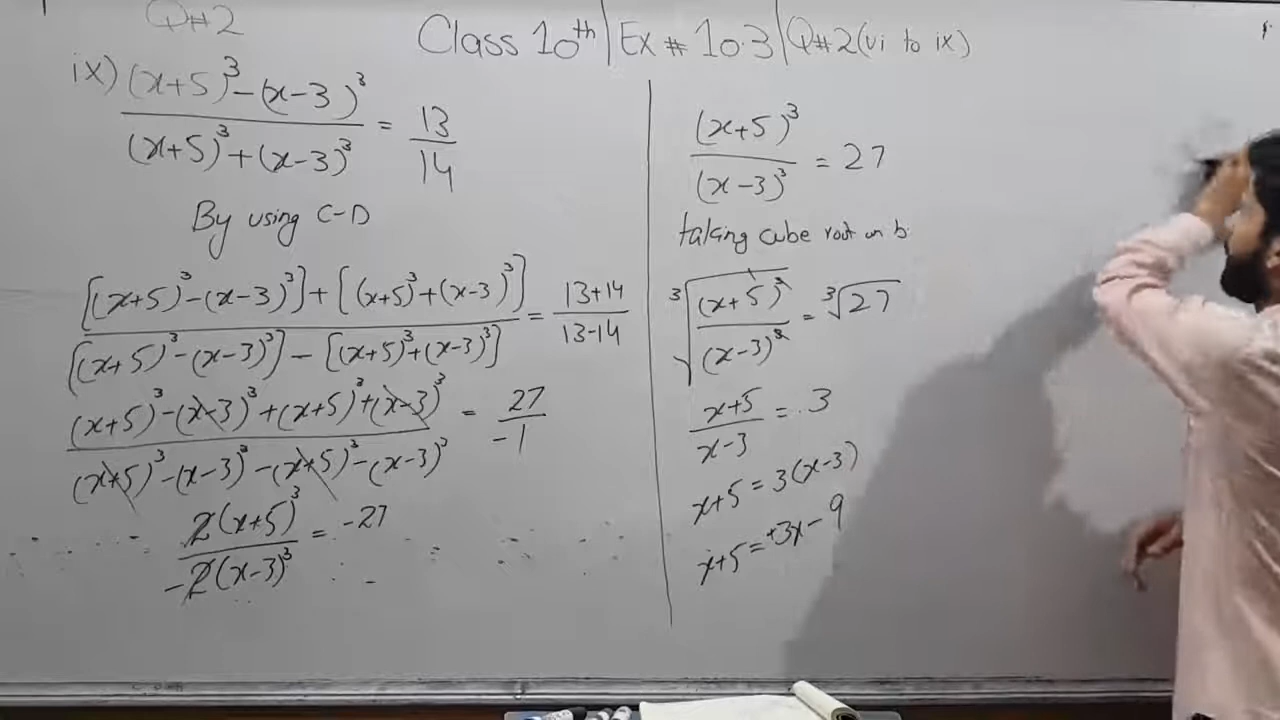 Q#2
Class 10th | Ex # 10.3 | Q#2(vi to ix)
ix) (x+5)³-(x-3)³ / (x+5)³+(x-3)³ = 13/14
By using C-D
[(x+5)³-(x-3)³]+[(x+5)³+(x-3)³] / [(x+5)³-(x-3)³]-[(x+5)³+(x-3)³] = 13+14 / 13-14
(x+5)³-(x-3)³+(x+5)³+(x-3)³ / (x+5)³-(x-3)³-(x+5)³-(x-3)³ = 27/-1
2(x+5)³ / -2(x-3)³ = -27
(x+5)³ / (x-3)³ = 27
taking cube root on b
³√((x+5)³ / (x-3)³) = ³√27
x+5 / x-3 = 3
x+5 = 3(x-3)
x+5 = +3x-9